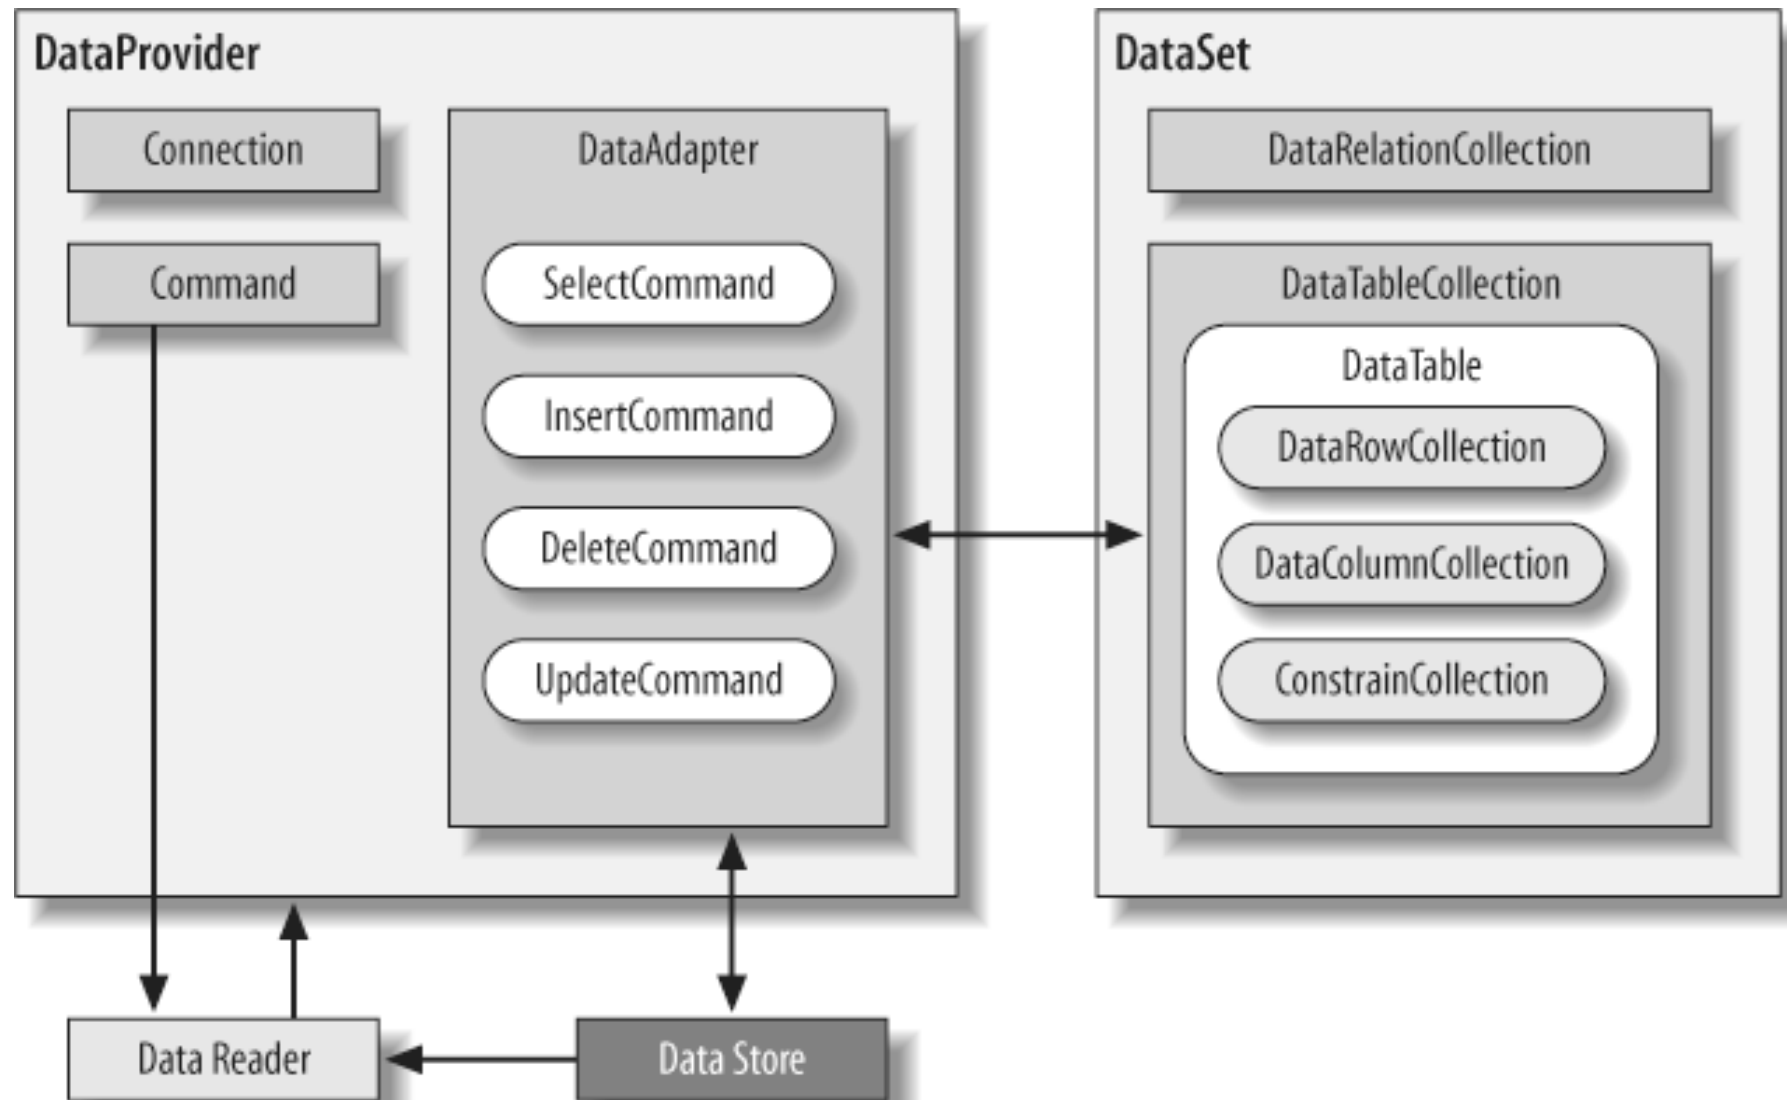 DataProvider
Connection
Command
DataAdapter
SelectCommand
InsertCommand
DeleteCommand
UpdateCommand
DataSet
DataRelationCollection
DataTableCollection
DataTable
DataRowCollection
DataColumnCollection
ConstrainCollection
Data Reader
Data Store